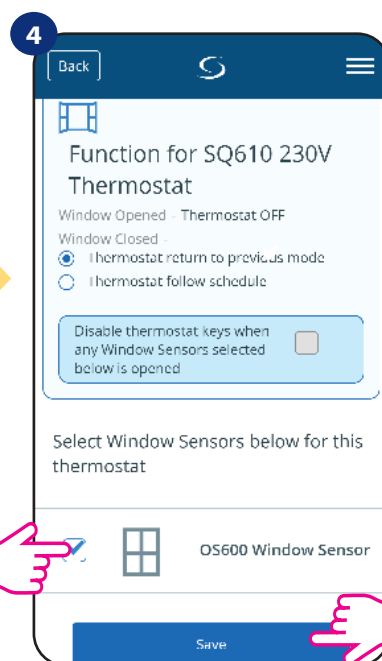 4
Back
Function for SQ610 230V
Thermostat
Window Opened - Thermostat OFF
Window Closed -
Thermostat return to previous mode
Thermostat follow schedule
Disable thermostat keys when
any Window Sensors selected
below is opened
Select Window Sensors below for this
thermostat
OS600 Window Sensor
Save